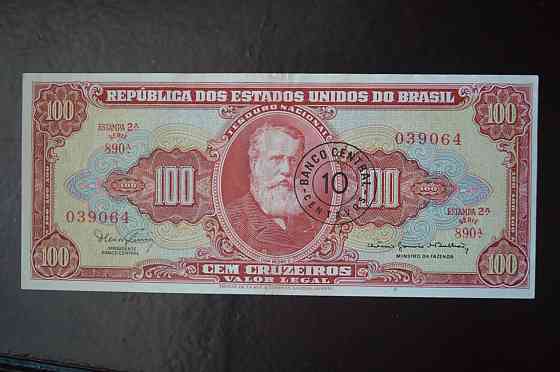 REPÚBLICA DOS ESTADOS UNIDOS DO BRASIL
100
100
TESOURO NACIONAL
ESTAMPA 2ª
SÉRIE
890ª
039064
100
BANCO CENTRAL
10
CENTAVOS
00
039064
ESTAMPA 2ª
SÉRIE
890ª
PRESIDENTE
BANCO CENTRAL
MINISTRO DA FAZENDA
100
CEM CRUZEIROS
100
VALOR LEGAL